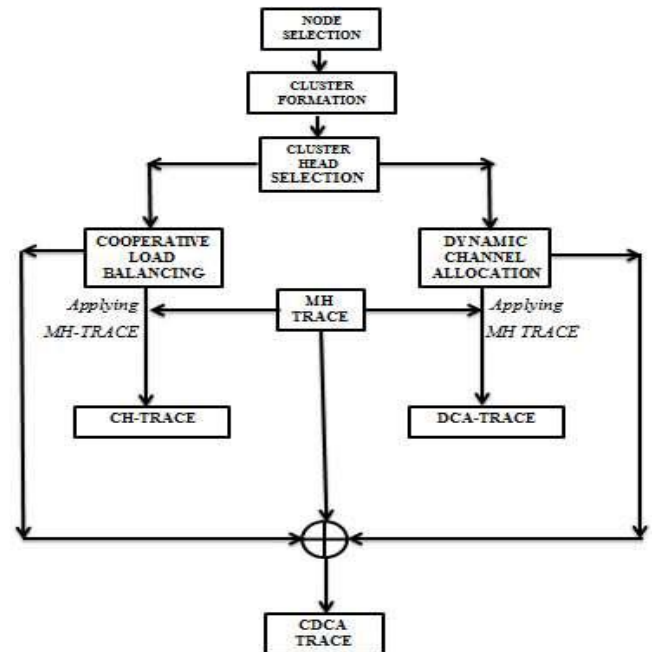 NODE
SELECTION
CLUSTER
FORMATION
CLUSTER
HEAD
SELECTION
COOPERATIVE
LOAD
BALANCING
DYNAMIC
CHANNEL
ALLOCATION
Applying
MH-TRACE
MH
TRACE
Applying
MH TRACE
CH-TRACE
DCA-TRACE
CDCA
TRACE